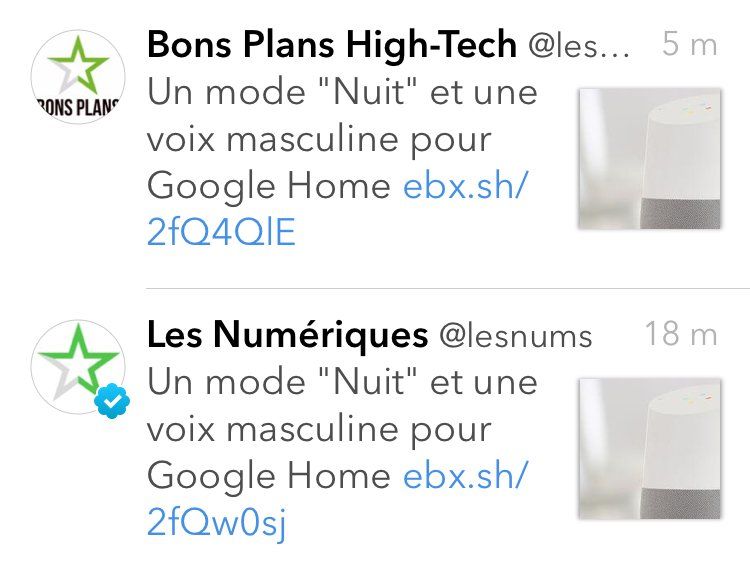 Bons Plans High-Tech @les... 5 m
BONS PLANS
Un mode "Nuit" et une
voix masculine pour
Google Home ebx.sh/
2fQ4QlE
Les Numériques @lesnums 18 m
Un mode "Nuit" et une
voix masculine pour
Google Home ebx.sh/
2fQw0sj